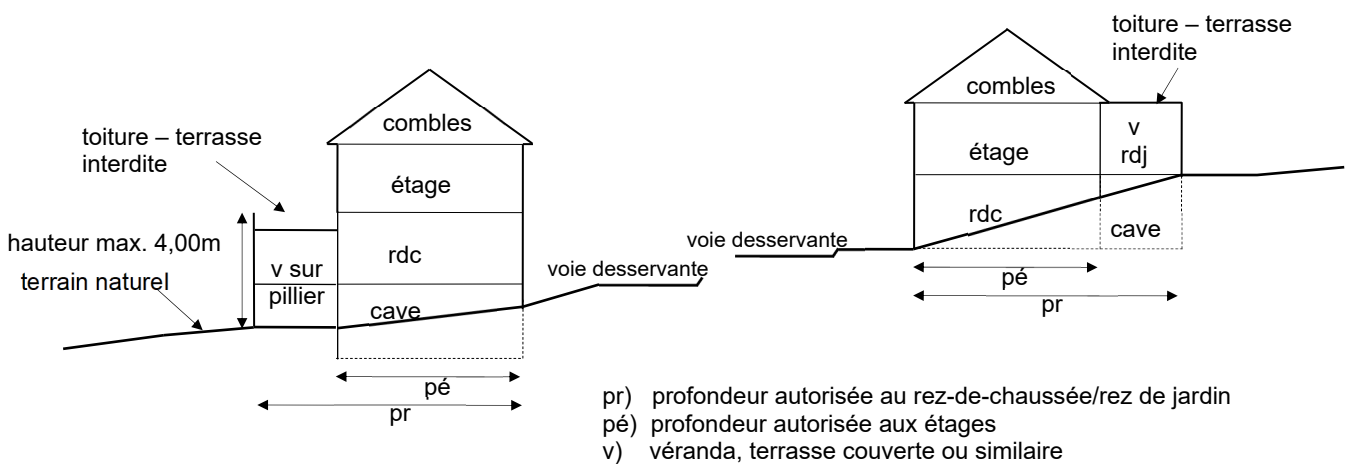 toiture – terrasse
interdite
combles
étage
hauteur max. 4,00m
terrain naturel
rdc
v sur
pillier
cave
voie desservante
pé
pr
toiture – terrasse
interdite
combles
v
rdj
étage
rdc
cave
voie desservante
pé
pr
pr) profondeur autorisée au rez-de-chaussée/rez de jardin
pé) profondeur autorisée aux étages
v) véranda, terrasse couverte ou similaire